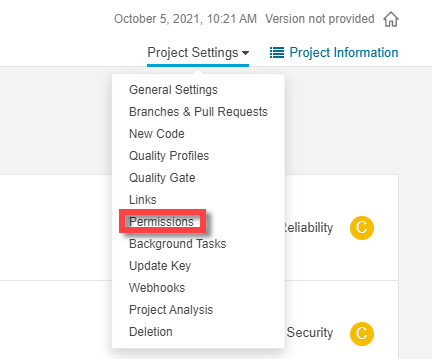 October 5, 2021, 10:21 AM Version not provided
Project Settings Project Information
General Settings
Branches & Pull Requests
New Code
Quality Profiles
Quality Gate
Links
Permissions
Reliability C
Background Tasks
Update Key
Webhooks
Project Analysis
Deletion
Security C